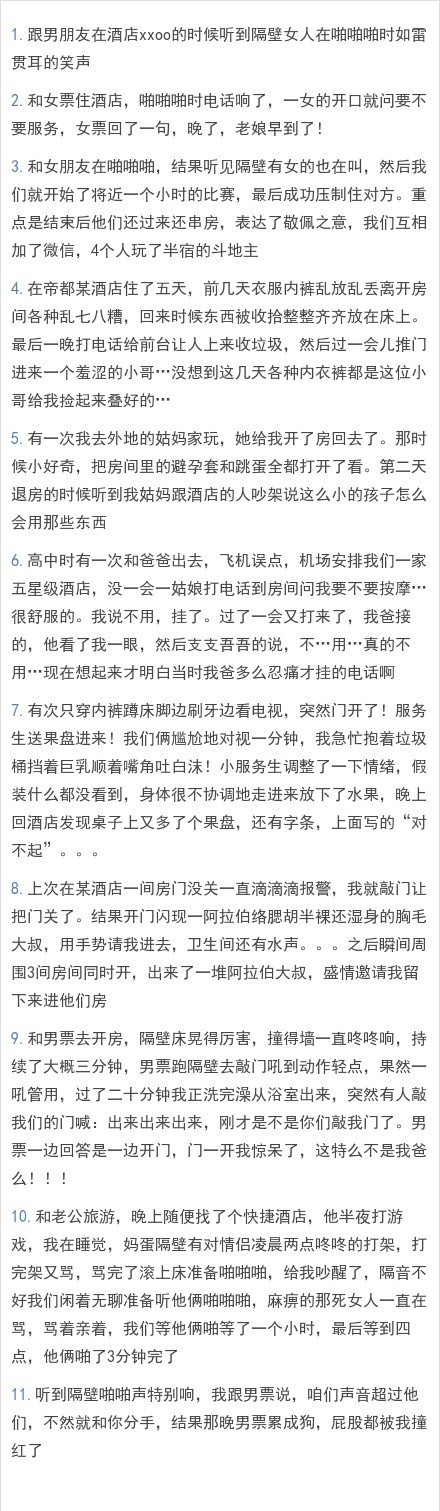 1. 跟男朋友在酒店xxoo的时候听到隔壁女人在啪啪啪时如雷
贯耳的笑声
2. 和女票住酒店，啪啪啪时电话响了，一女的开口就问要不
要服务，女票回了一句，晚了，老娘早到了！
3. 和女朋友在啪啪啪，结果听见隔壁有女的也在叫，然后我
们就开始了将近一个小时的比赛，最后成功压制住对方。重
点是结束后他们还过来还串房，表达了敬佩之意，我们互相
加了微信，4个人玩了半宿的斗地主
4. 在帝都某酒店住了五天，前几天衣服内裤乱放乱丢离开房
间各种乱七八糟，回来时候东西被收拾整整齐齐放在床上。
最后一晚打电话给前台让人上来收垃圾，然后过一会儿推门
进来一个羞涩的小哥…没想到这几天各种内衣裤都是这位小
哥给我捡起来叠好的…
5. 有一次我去外地的姑妈家玩，她给我开了房回去了。那时
候小好奇，把房间里的避孕套和跳蛋全都打开了看。第二天
退房的时候听到我姑妈跟酒店的人吵架说这么小的孩子怎么
会用那些东西
6. 高中时有一次和爸爸出去，飞机误点，机场安排我们一家
五星级酒店，没一会一姑娘打电话到房间问我要不要按摩…
很舒服的。我说不用，挂了。过了一会又打来了，我爸接
的，他看了我一眼，然后支支吾吾的说，不…用…真的不
用…现在想起来才明白当时我爸多么忍痛才挂的电话啊
7. 有次只穿内裤蹲床脚边刷牙边看电视，突然门开了！服务
生送果盘进来！我们俩尴尬地对视一分钟，我急忙抱着垃圾
桶挡着巨乳顺着嘴角吐白沫！小服务生调整了一下情绪，假
装什么都没看到，身体很不协调地走进来放下了水果，晚上
回酒店发现桌子上又多了个果盘，还有字条，上面写的“对
不起”。。。
8. 上次在某酒店一间房门没关一直滴滴滴报警，我就敲门让
把门关了。结果开门闪现一阿拉伯络腮胡半裸还湿身的胸毛
大叔，用手势请我进去，卫生间还有水声。。。之后瞬间周
围3间房间同时开，出来了一堆阿拉伯大叔，盛情邀请我留
下来进他们房
9. 和男票去开房，隔壁床晃得厉害，撞得墙一直咚咚响，持
续了大概三分钟，男票跑隔壁去敲门吼到动作轻点，果然一
吼管用，过了二十分钟我正洗完澡从浴室出来，突然有人敲
我们的门喊：出来出来出来，刚才是不是你们敲我门了。男
票一边回答是一边开门，门一开我惊呆了，这特么不是我爸
么！！！
10. 和老公旅游，晚上随便找了个快捷酒店，他半夜打游
戏，我在睡觉，妈蛋隔壁有对情侣凌晨两点咚咚的打架，打
完架又骂，骂完了滚上床准备啪啪啪，给我吵醒了，隔音不
好我们闲着无聊准备听他俩啪啪啪，麻痹的那死女人一直在
骂，骂着亲着，我们等他俩啪等了一个小时，最后等到四
点，他俩啪了3分钟完了
11. 听到隔壁啪啪声特别响，我跟男票说，咱们声音超过他
们，不然就和你分手，结果那晚男票累成狗，屁股都被我撞
红了